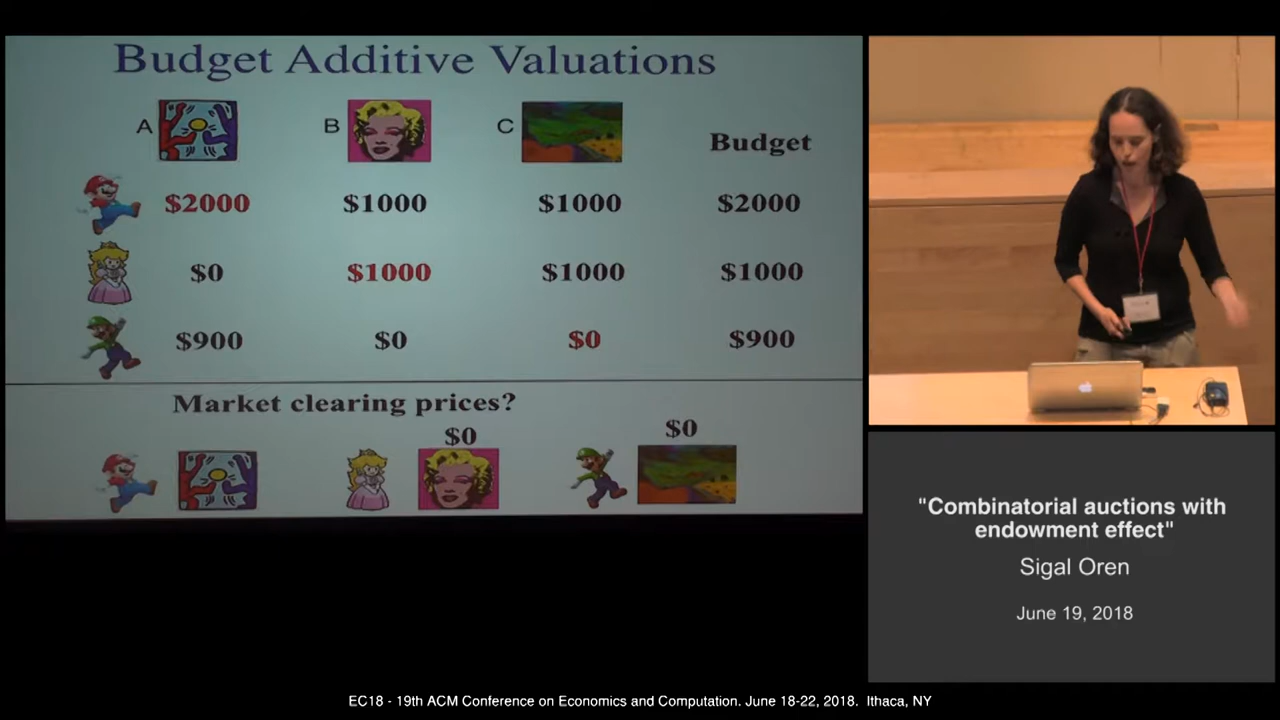 Budget Additive Valuations
A B C Budget
$2000 $1000 $1000 $2000
$0 $1000 $1000 $1000
$900 $0 $0 $900
Market clearing prices?
$0 $0
"Combinatorial auctions with
endowment effect"
Sigal Oren
June 19, 2018
EC18 - 19th ACM Conference on Economics and Computation. June 18-22, 2018. Ithaca, NY